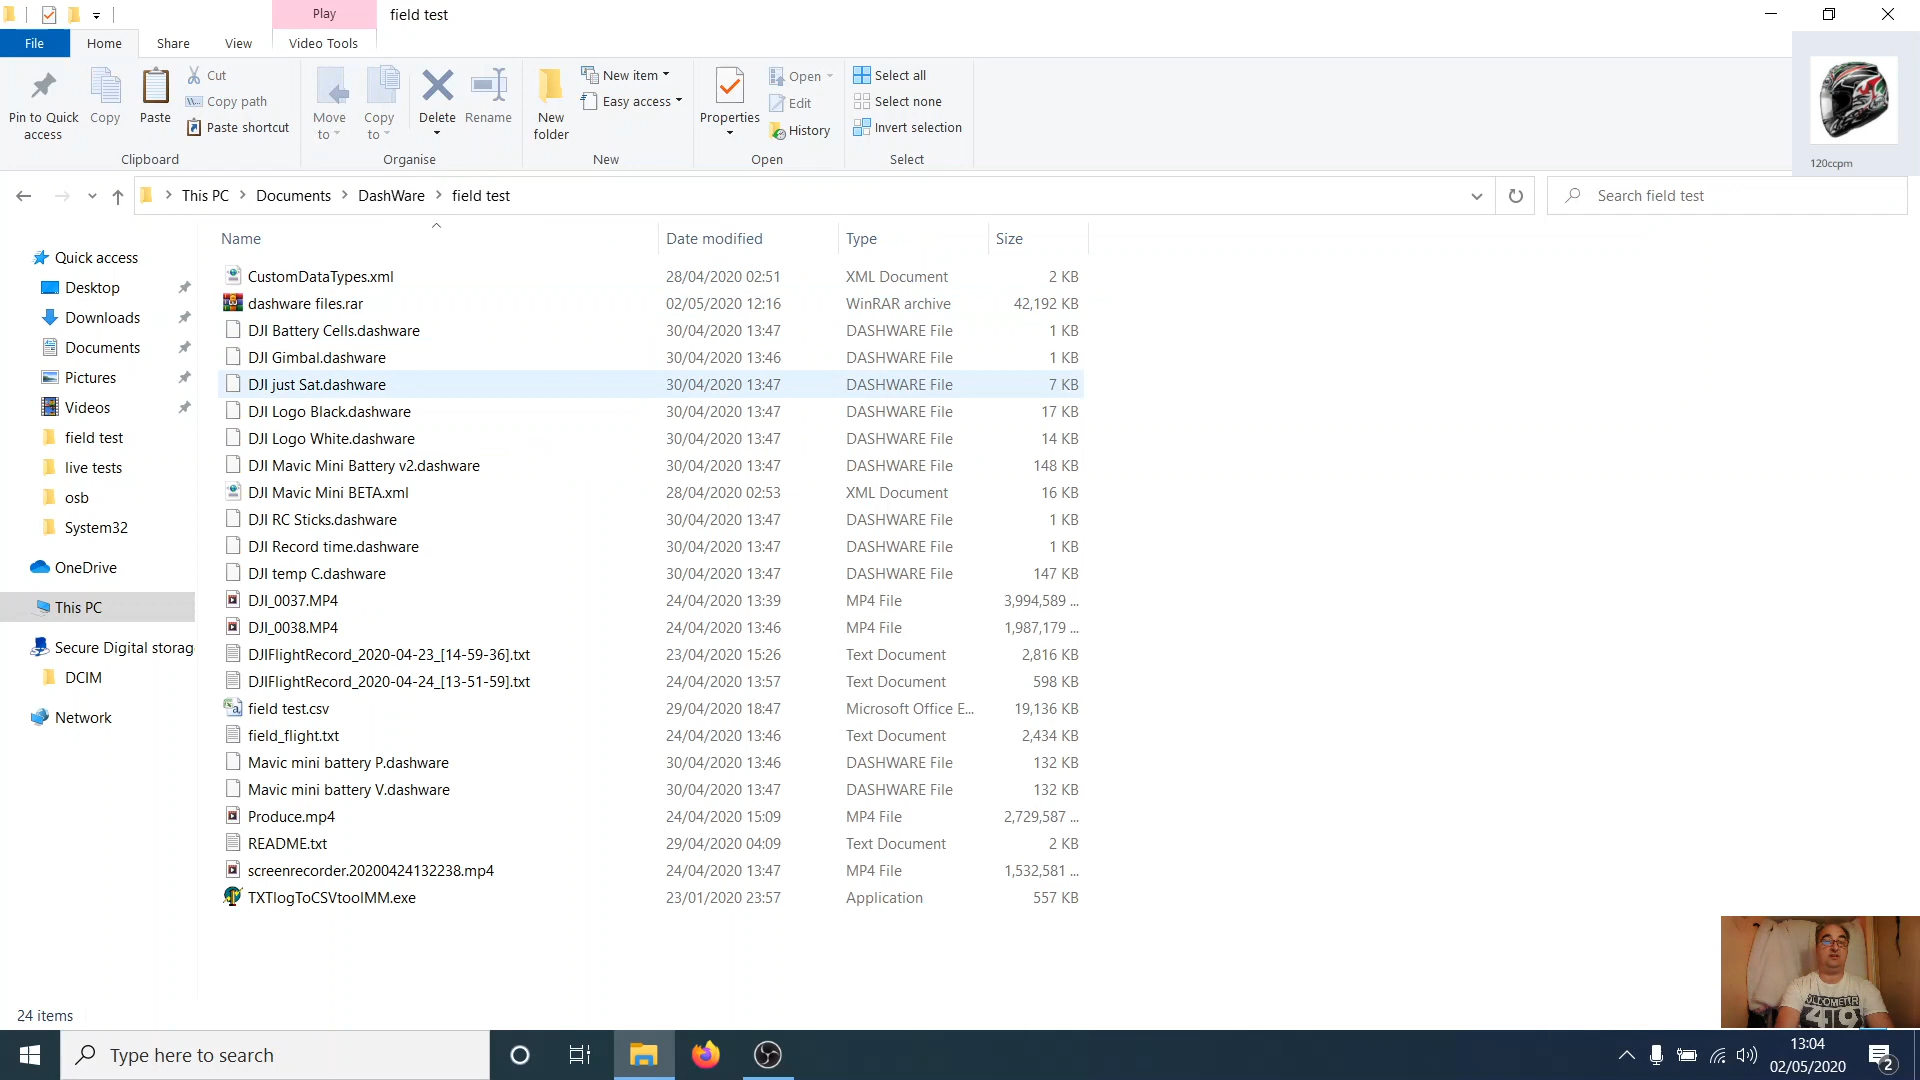 Play
field test
File
Home
Share
View
Video Tools
Pin to Quick access
Copy
Paste
Cut
Copy path
Paste shortcut
Clipboard
Move to
Copy to
Delete
Rename
Organise
New folder
New item
Easy access
New
Properties
Open
Edit
History
Open
Select all
Select none
Invert selection
Select
120ccpm
This PC
Documents
DashWare
field test
Search field test
Name
Date modified
Type
Size
Quick access
Desktop
Downloads
Documents
Pictures
Videos
field test
live tests
osb
System32
OneDrive
This PC
Secure Digital storag
DCIM
Network
CustomDataTypes.xml 28/04/2020 02:51 XML Document 2 KB
dashware files.rar 02/05/2020 12:16 WinRAR archive 42,192 KB
DJI Battery Cells.dashware 30/04/2020 13:47 DASHWARE File 1 KB
DJI Gimbal.dashware 30/04/2020 13:46 DASHWARE File 1 KB
DJI just Sat.dashware 30/04/2020 13:47 DASHWARE File 7 KB
DJI Logo Black.dashware 30/04/2020 13:47 DASHWARE File 17 KB
DJI Logo White.dashware 30/04/2020 13:47 DASHWARE File 14 KB
DJI Mavic Mini Battery v2.dashware 30/04/2020 13:47 DASHWARE File 148 KB
DJI Mavic Mini BETA.xml 28/04/2020 02:53 XML Document 16 KB
DJI RC Sticks.dashware 30/04/2020 13:47 DASHWARE File 1 KB
DJI Record time.dashware 30/04/2020 13:47 DASHWARE File 1 KB
DJI temp C.dashware 30/04/2020 13:47 DASHWARE File 147 KB
DJI_0037.MP4 24/04/2020 13:39 MP4 File 3,994,589 ...
DJI_0038.MP4 24/04/2020 13:46 MP4 File 1,987,179 ...
DJIFlightRecord_2020-04-23_[14-59-36].txt 23/04/2020 15:26 Text Document 2,816 KB
DJIFlightRecord_2020-04-24_[13-51-59].txt 24/04/2020 13:57 Text Document 598 KB
field test.csv 29/04/2020 18:47 Microsoft Office E... 19,136 KB
field_flight.txt 24/04/2020 13:46 Text Document 2,434 KB
Mavic mini battery P.dashware 30/04/2020 13:46 DASHWARE File 132 KB
Mavic mini battery V.dashware 30/04/2020 13:47 DASHWARE File 132 KB
Produce.mp4 24/04/2020 15:09 MP4 File 2,729,587 ...
README.txt 29/04/2020 04:09 Text Document 2 KB
screenrecorder.20200424132238.mp4 24/04/2020 13:47 MP4 File 1,532,581 ...
TXTlogToCSVtoolMM.exe 23/01/2020 23:57 Application 557 KB
419
24 items
Type here to search
13:04
02/05/2020
2